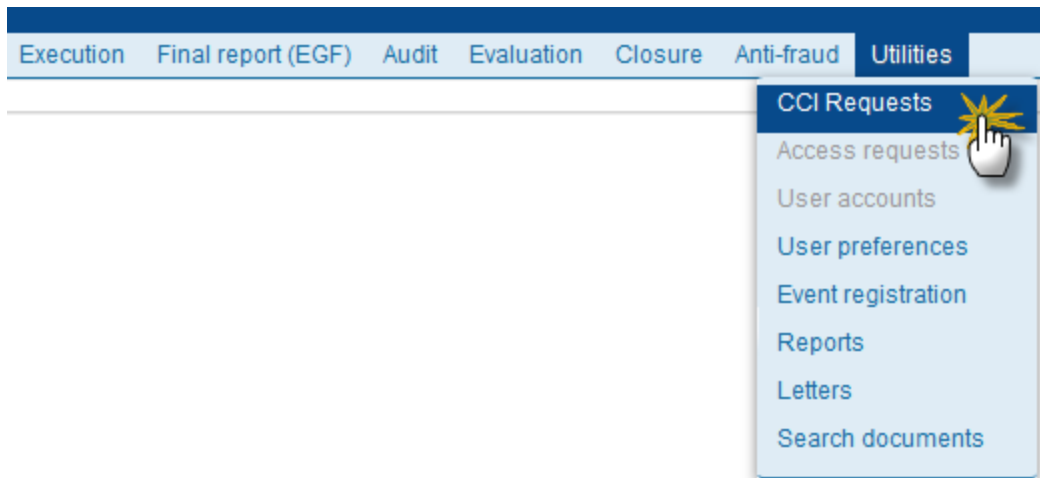 Execution Final report (EGF) Audit Evaluation Closure Anti-fraud Utilities
CCI Requests
Access requests
User accounts
User preferences
Event registration
Reports
Letters
Search documents